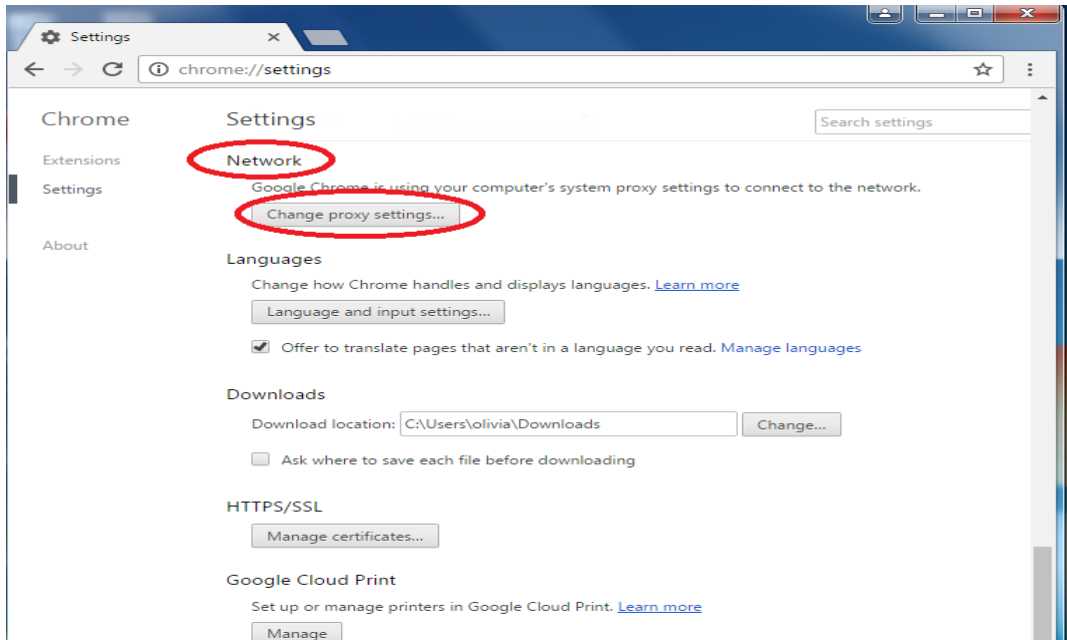 Settings
chrome://settings
Chrome
Settings
Search settings
Extensions
Network
Settings
Google Chrome is using your computer's system proxy settings to connect to the network.
Change proxy settings...
About
Languages
Change how Chrome handles and displays languages. Learn more
Language and input settings...
Offer to translate pages that aren't in a language you read. Manage languages
Downloads
Download location: C:\Users\olivia\Downloads Change...
Ask where to save each file before downloading
HTTPS/SSL
Manage certificates...
Google Cloud Print
Set up or manage printers in Google Cloud Print. Learn more
Manage